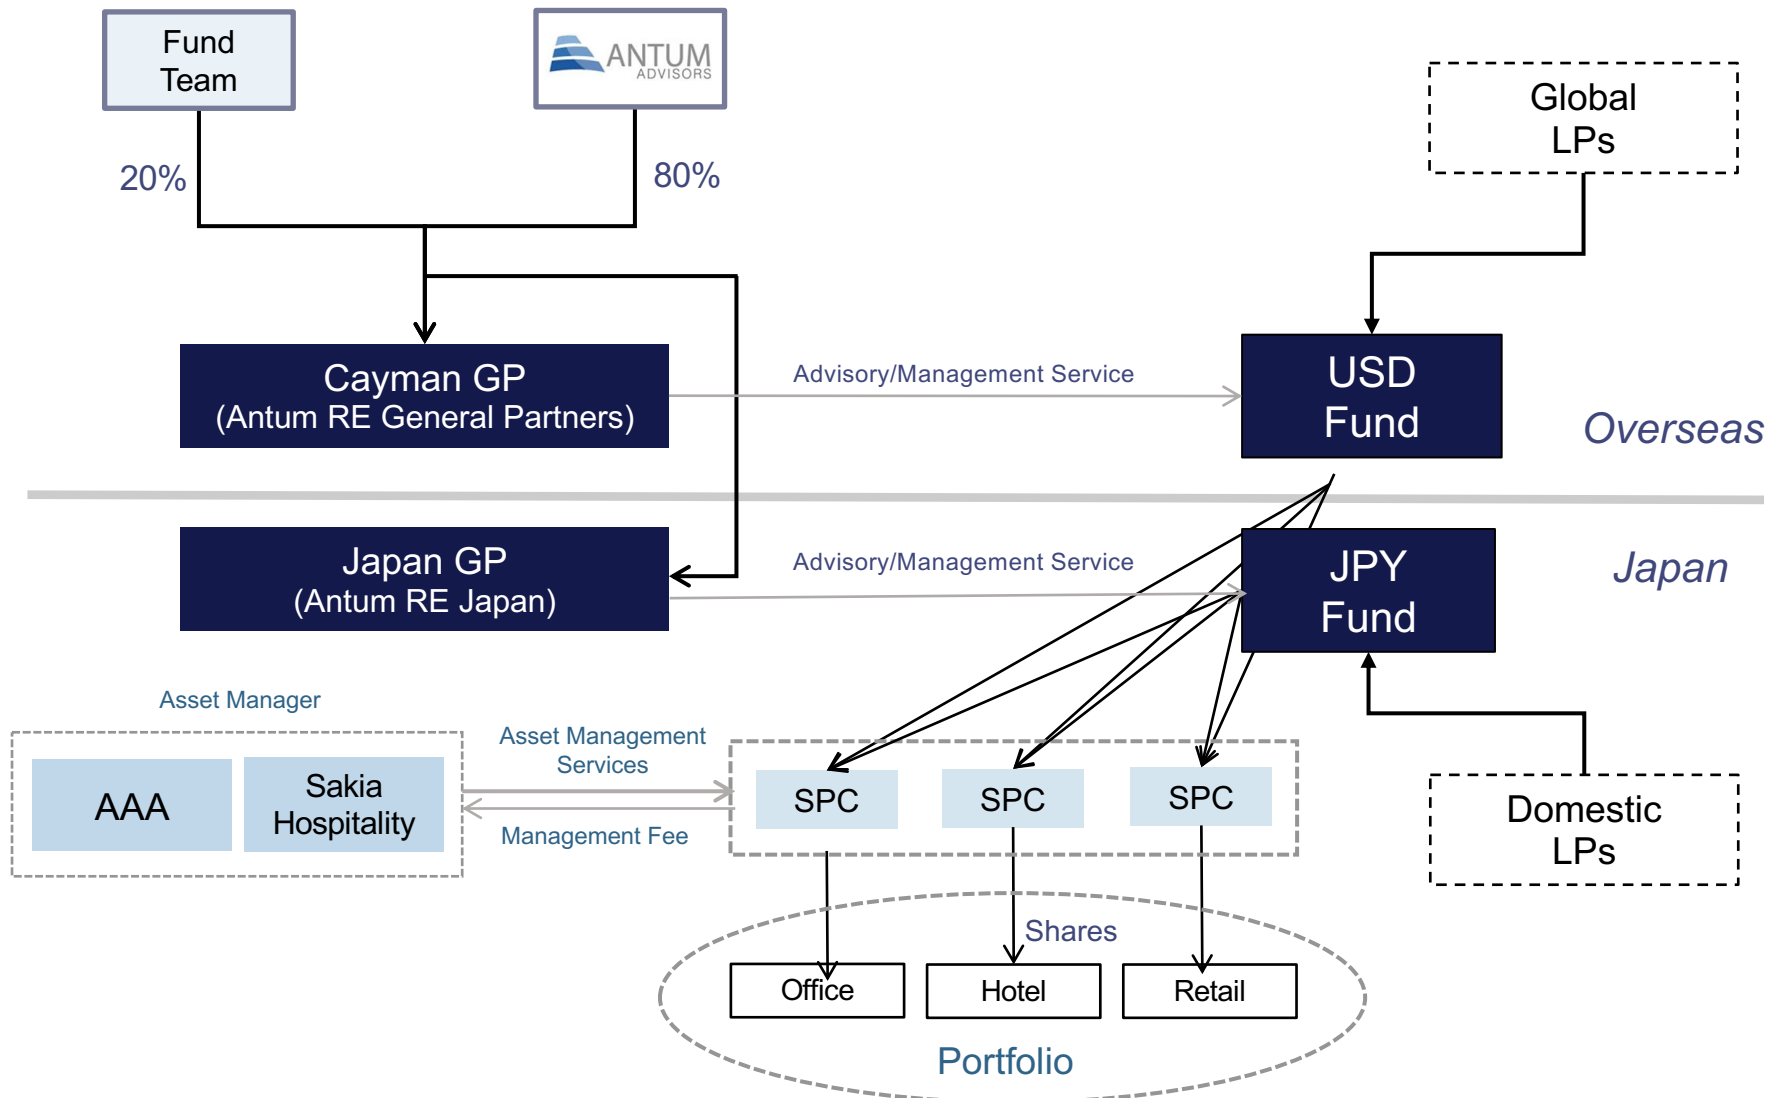 Fund
Team
ANTUM
ADVISORS
Global
LPs
20%
80%
Cayman GP
(Antum RE General Partners)
Advisory/Management Service
USD
Fund
Overseas
Japan GP
(Antum RE Japan)
Advisory/Management Service
JPY
Fund
Japan
Asset Manager
AAA
Sakia
Hospitality
Asset Management
Services
Management Fee
SPC
SPC
SPC
Domestic
LPs
Shares
Office
Hotel
Retail
Portfolio